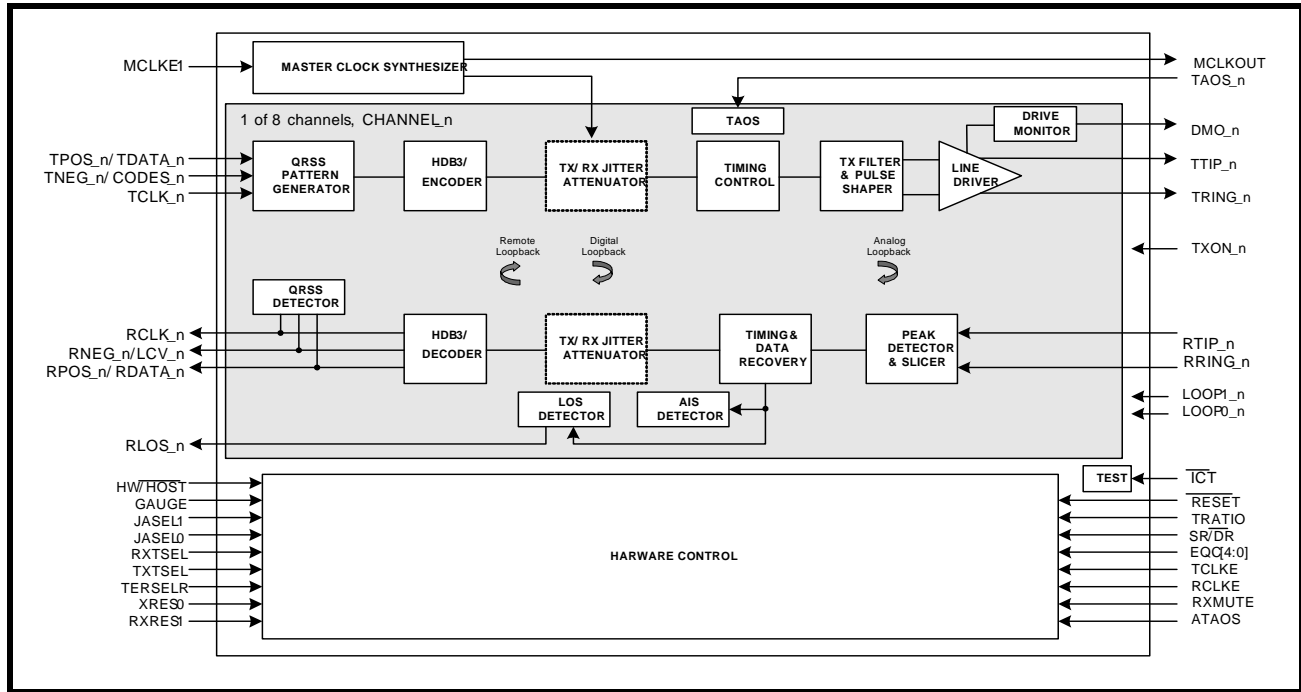 MCLKE1
MASTER CLOCK SYNTHESIZER
MCLKOUT
TAOS_n
1 of 8 channels, CHANNEL_n
TAOS
DRIVE
MONITOR
DMO_n
TPOS_n/ TDATA_n
TNEG_n/ CODES_n
TCLK_n
QRSS
PATTERN
GENERATOR
HDB3/
ENCODER
TX/ RX JITTER
ATTENUATOR
TIMING
CONTROL
TX FILTER
& PULSE
SHAPER
LINE
DRIVER
TTIP_n
TRING_n
Remote
Loopback
Digital
Loopback
Analog
Loopback
TXON_n
QRSS
DETECTOR
RCLK_n
RNEG_n/ LCV_n
RPOS_n/ RDATA_n
HDB3/
DECODER
TX/ RX JITTER
ATTENUATOR
TIMING &
DATA
RECOVERY
PEAK
DETECTOR
& SLICER
RTIP_n
RRING_n
LOS
DETECTOR
AIS
DETECTOR
LOOP1_n
LOOP0_n
RLOS_n
TEST
ICT
HW/HOST
GAUGE
JASEL1
JASEL0
RXTSEL
TXTSEL
TERSELR
XRES0
RXRES1
HARWARE CONTROL
RESET
TRATIO
SR/DR
EQC[4:0]
TCLKE
RCLKE
RXMUTE
ATAOS